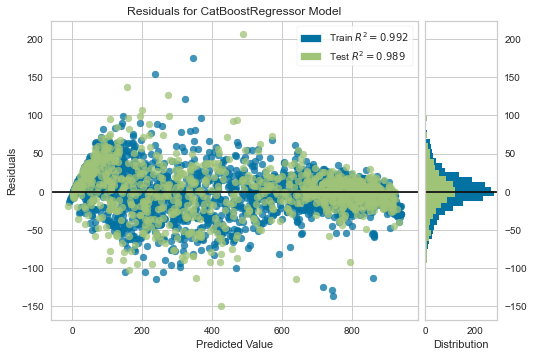 Residuals for CatBoostRegressor Model
Train R² = 0.992
Test R² = 0.989
Residuals
200
150
100
50
0
−50
−100
−150
200
150
100
50
0
−50
−100
−150
0 200 400 600 800
0 200
Predicted Value
Distribution